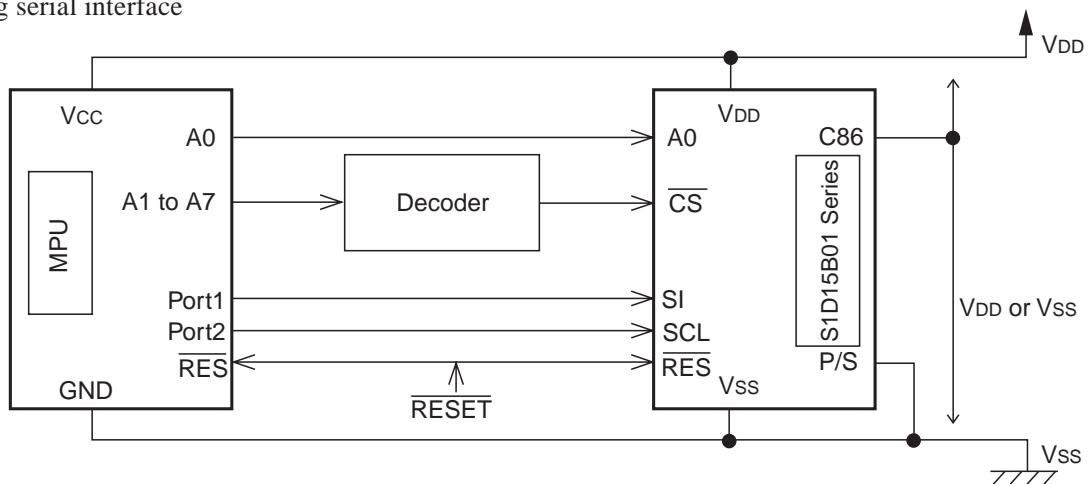 g serial interface
VDD
VCC
VDD
A0
A0
C86
A1 to A7
Decoder
CS
MPU
S1D15B01 Series
Port1
SI
VDD or VSS
Port2
SCL
RES
RES
P/S
GND
RESET
VSS
VSS